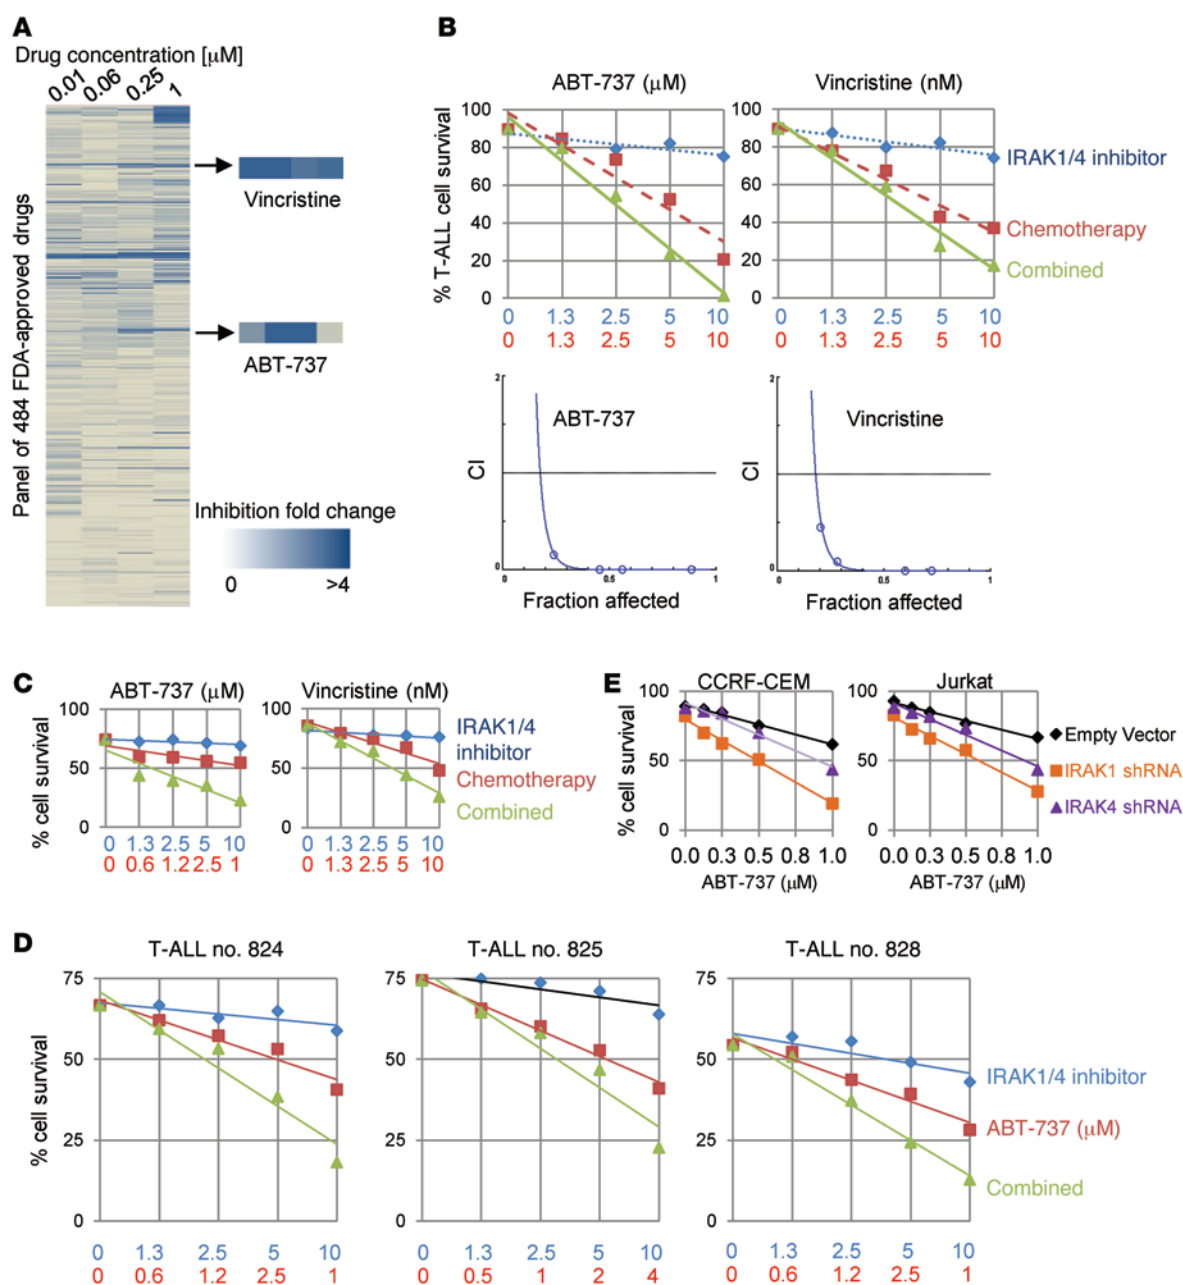 A
Drug concentration [µM]
0.01 0.06 0.25 1
Panel of 484 FDA-approved drugs
Vincristine
ABT-737
Inhibition fold change
0 >4
B
ABT-737 (µM)
% T-ALL cell survival
100
80
60
40
20
0
0 1.3 2.5 5 10
0 1.3 2.5 5 10
Vincristine (nM)
100
80
60
40
20
0
0 1.3 2.5 5 10
0 1.3 2.5 5 10
IRAK1/4 inhibitor
Chemotherapy
Combined
2
CI
ABT-737
0
0 0.5 1
Fraction affected
2
CI
Vincristine
0
0 0.5 1
Fraction affected
C
ABT-737 (µM)
% cell survival
100
50
0
0 1.3 2.5 5 10
0 0.6 1.2 2.5 1
Vincristine (nM)
100
50
0
0 1.3 2.5 5 10
0 1.3 2.5 5 10
IRAK1/4
inhibitor
Chemotherapy
Combined
E
CCRF-CEM
% cell survival
100
50
0
0.0 0.3 0.5 0.8 1.0
ABT-737 (µM)
Jurkat
100
50
0
0.0 0.3 0.5 0.8 1.0
ABT-737 (µM)
Empty Vector
IRAK1 shRNA
IRAK4 shRNA
D
T-ALL no. 824
% cell survival
75
50
25
0
0 1.3 2.5 5 10
0 0.6 1.2 2.5 1
T-ALL no. 825
75
50
25
0
0 1.3 2.5 5 10
0 0.5 1 2 4
T-ALL no. 828
75
50
25
0
0 1.3 2.5 5 10
0 0.6 1.2 2.5 1
IRAK1/4 inhibitor
ABT-737 (µM)
Combined